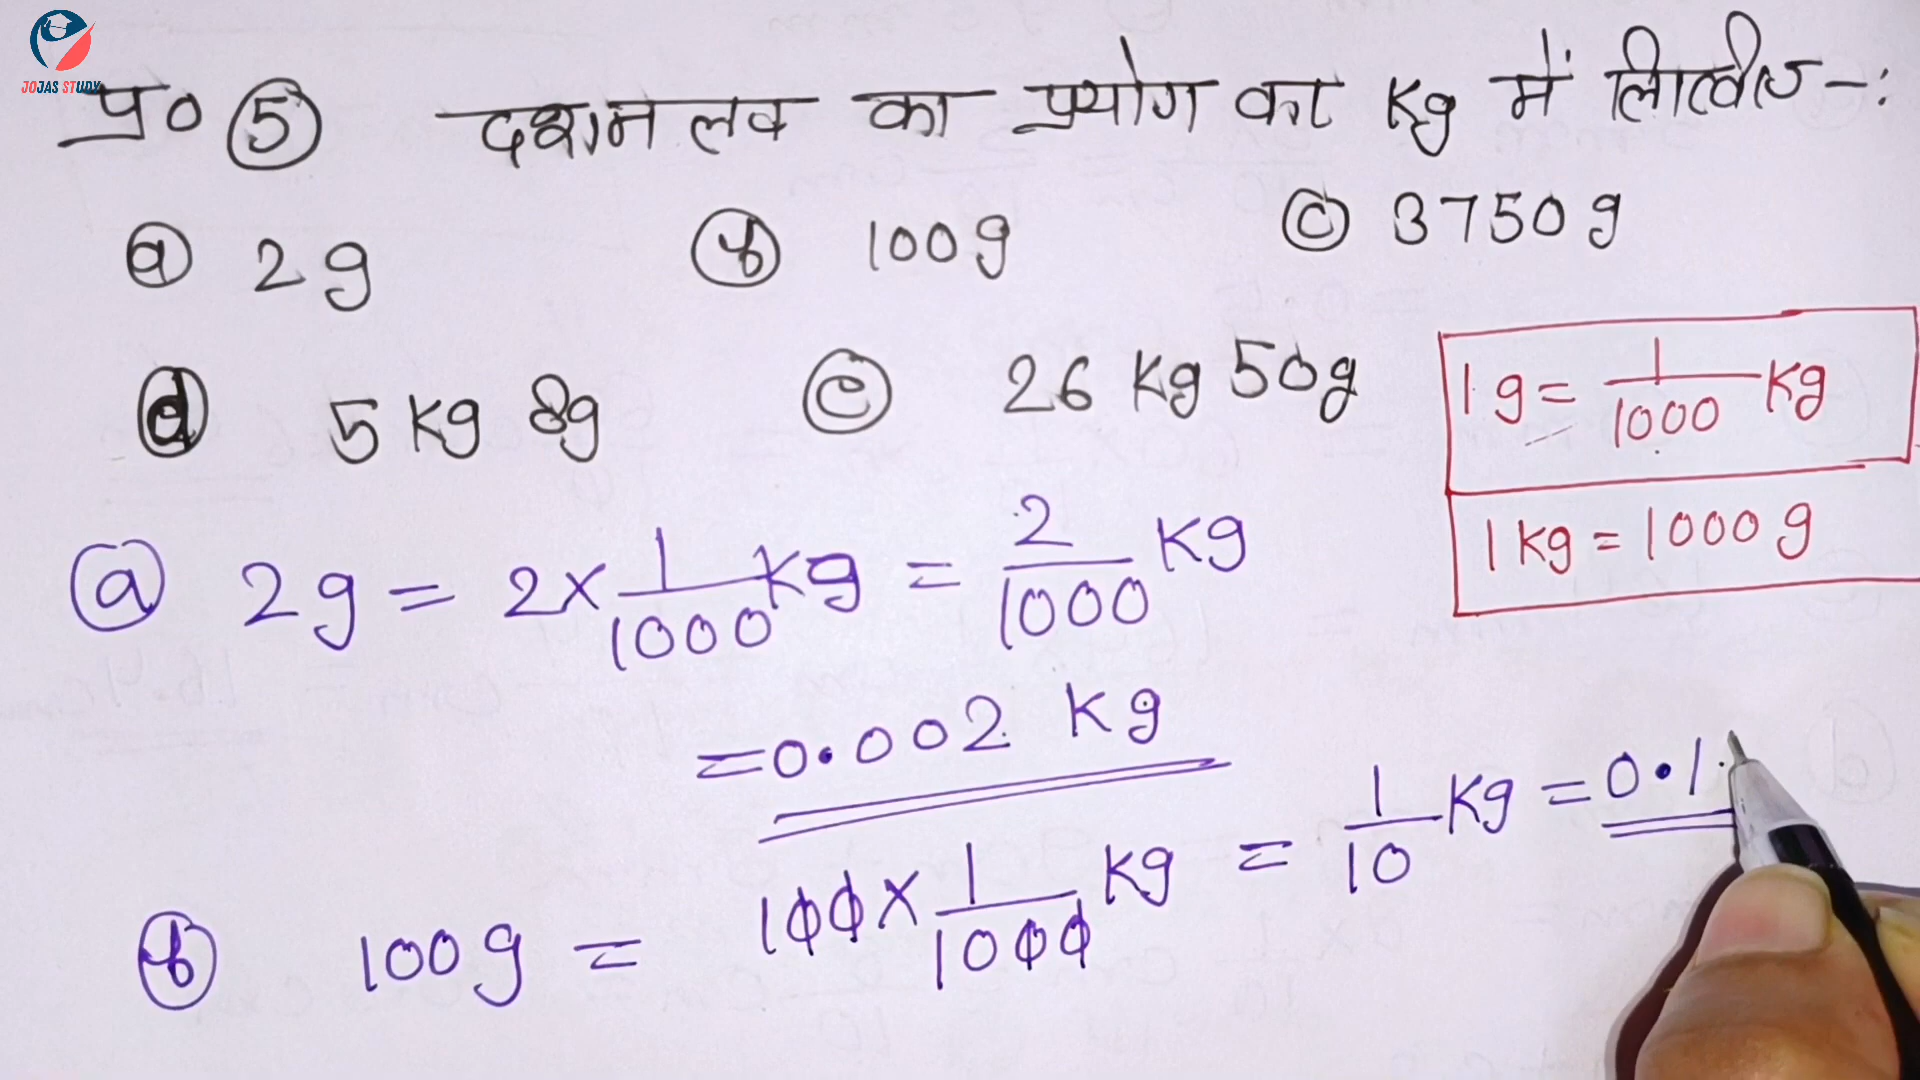 JOJAS STUDY
प्र० ⑤ दशमलव का प्रयोग कर Kg में लिखिए -:
ⓐ 2g ⓑ 100g ⓒ 3750g
ⓓ 5 Kg 8g ⓔ 26 Kg 50g
1 g = 1/1000 Kg
1 Kg = 1000 g
ⓐ 2g = 2 × 1/1000 Kg = 2/1000 Kg
= 0.002 Kg
ⓑ 100g = 100 × 1/1000 Kg = 1/10 Kg = 0.1